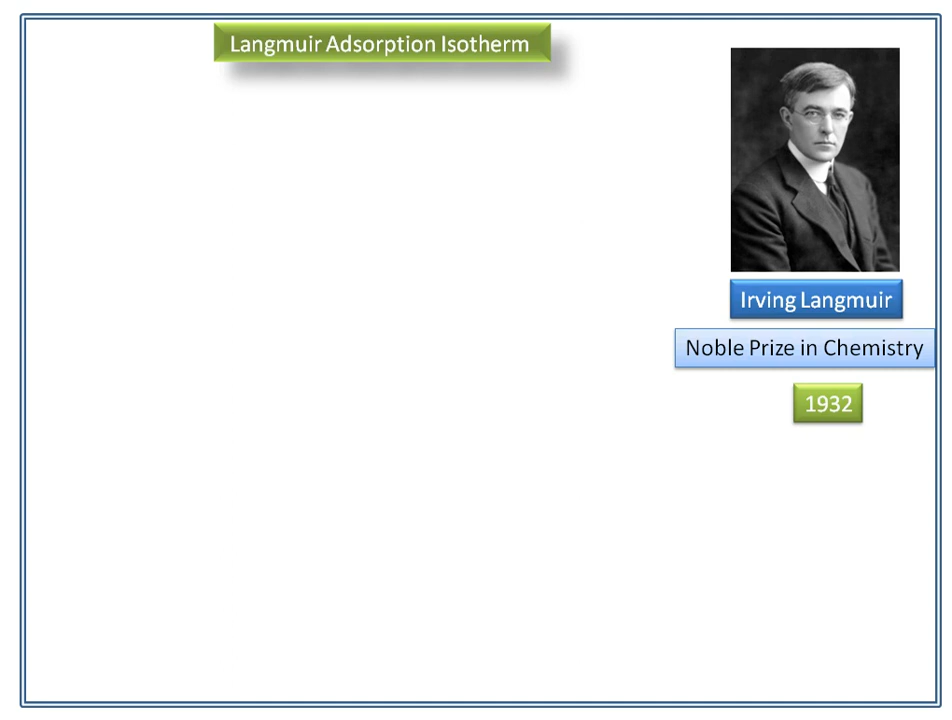 Langmuir Adsorption Isotherm
Irving Langmuir
Noble Prize in Chemistry
1932